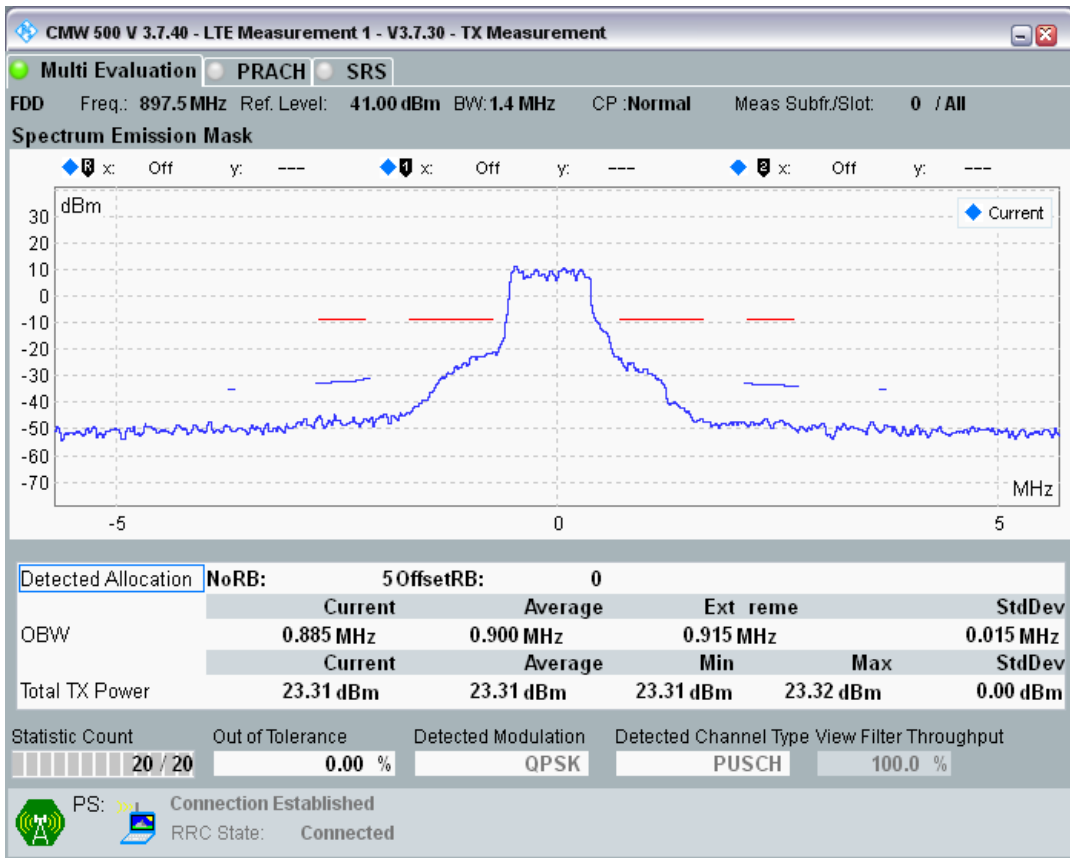 CMW 500 V 3.7.40 - LTE Measurement 1 - V3.7.30 - TX Measurement
Multi Evaluation PRACH SRS
FDD Freq.: 897.5 MHz Ref. Level: 41.00 dBm BW: 1.4 MHz CP :Normal Meas Subfr./Slot: 0 / All
Spectrum Emission Mask
R x: Off y: --- 1 x: Off y: --- 2 x: Off y: ---
dBm
Current
30
20
10
0
-10
-20
-30
-40
-50
-60
-70
MHz
-5 0 5
Detected Allocation NoRB: 5 OffsetRB: 0
Current Average Ext reme StdDev
OBW 0.885 MHz 0.900 MHz 0.915 MHz 0.015 MHz
Current Average Min Max StdDev
Total TX Power 23.31 dBm 23.31 dBm 23.31 dBm 23.32 dBm 0.00 dBm
Statistic Count Out of Tolerance Detected Modulation Detected Channel Type View Filter Throughput
20 / 20 0.00 % QPSK PUSCH 100.0 %
PS: Connection Established
RRC State: Connected